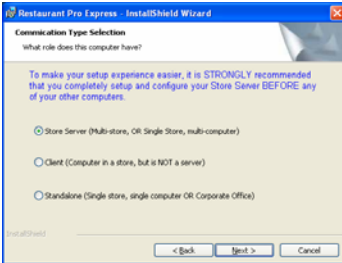 Restaurant Pro Express - InstallShield Wizard
Commication Type Selection
What role does this computer have?
To make your setup experience easier, it is STRONGLY recommended
that you completely setup and configure your Store Server BEFORE any
of your other computers.
Store Server (Multi-store, OR Single Store, multi-computer)
Client (Computer in a store, but is NOT a server)
Standalone (Single store, single computer OR Corporate Office)
InstallShield
< Back
Next >
Cancel